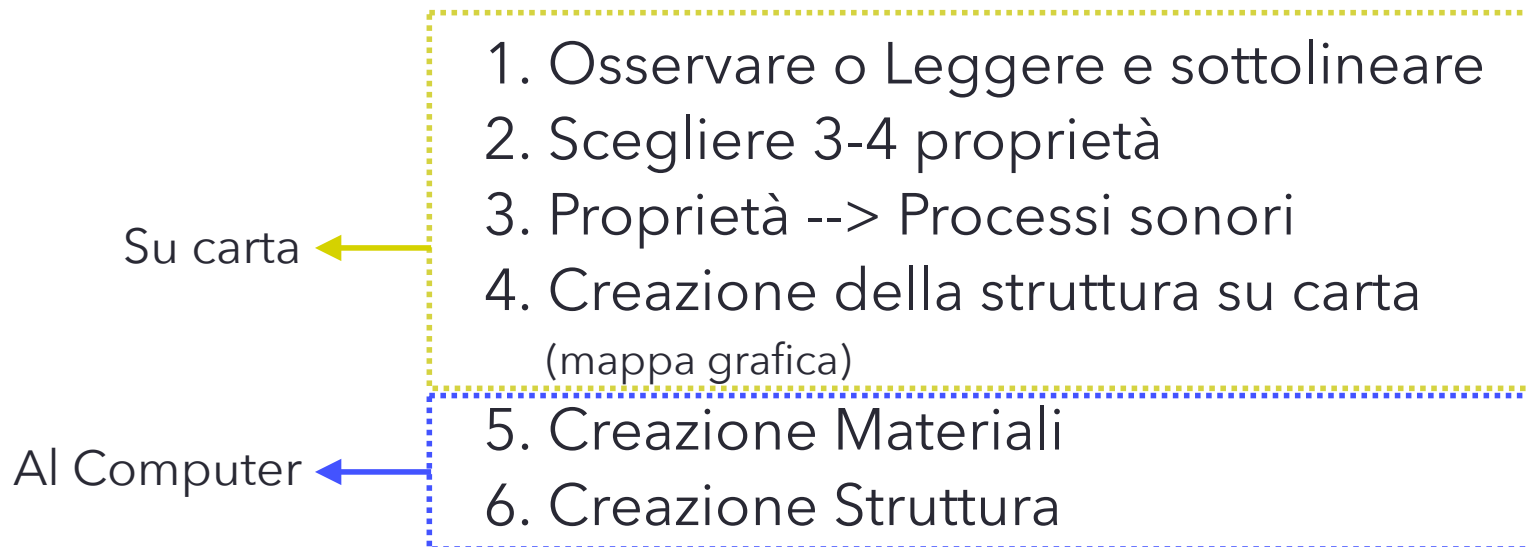 1. Osservare o Leggere e sottolineare
2. Scegliere 3-4 proprietà
3. Proprietà --> Processi sonori
Su carta
4. Creazione della struttura su carta
(mappa grafica)
5. Creazione Materiali
Al Computer
6. Creazione Struttura